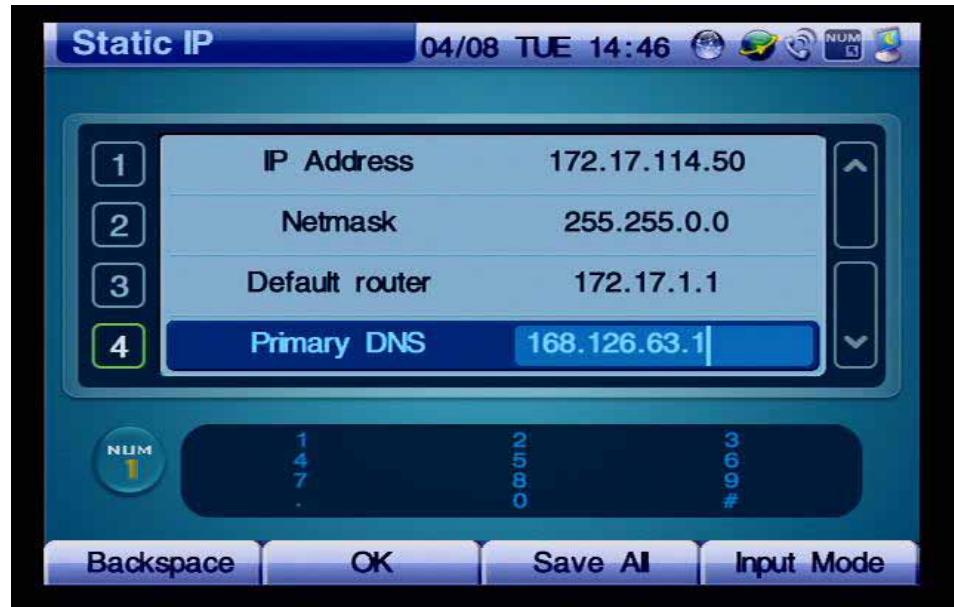 Static IP 04/08 TUE 14:46 NUM
1 IP Address 172.17.114.50
2 Netmask 255.255.0.0
3 Default router 172.17.1.1
4 Primary DNS 168.126.63.1
NUM
1
1 2 3
4 5 6
7 8 9
. 0 #
Backspace OK Save All Input Mode